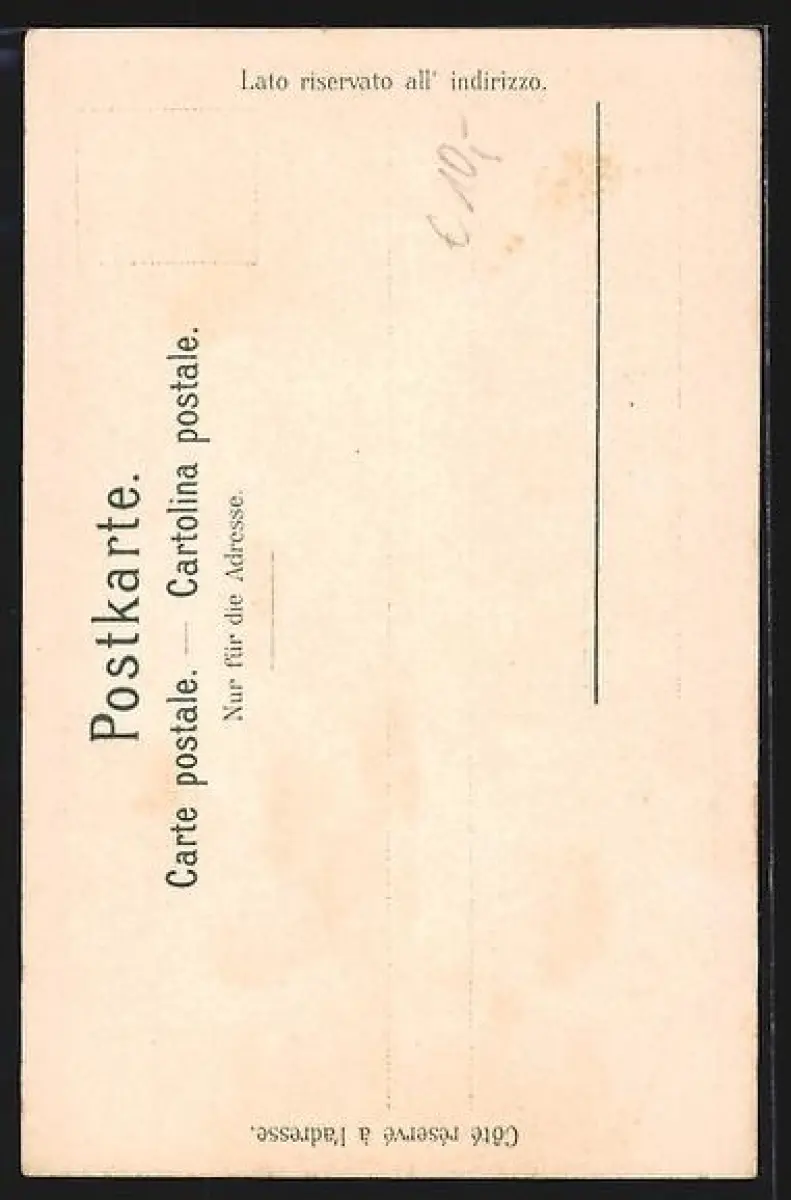 Postkarte.
Carte postale. — Cartolina postale.
Nur für die Adresse.
Lato riservato all' indirizzo.
Côté réservé à l'adresse.
€ 10,-